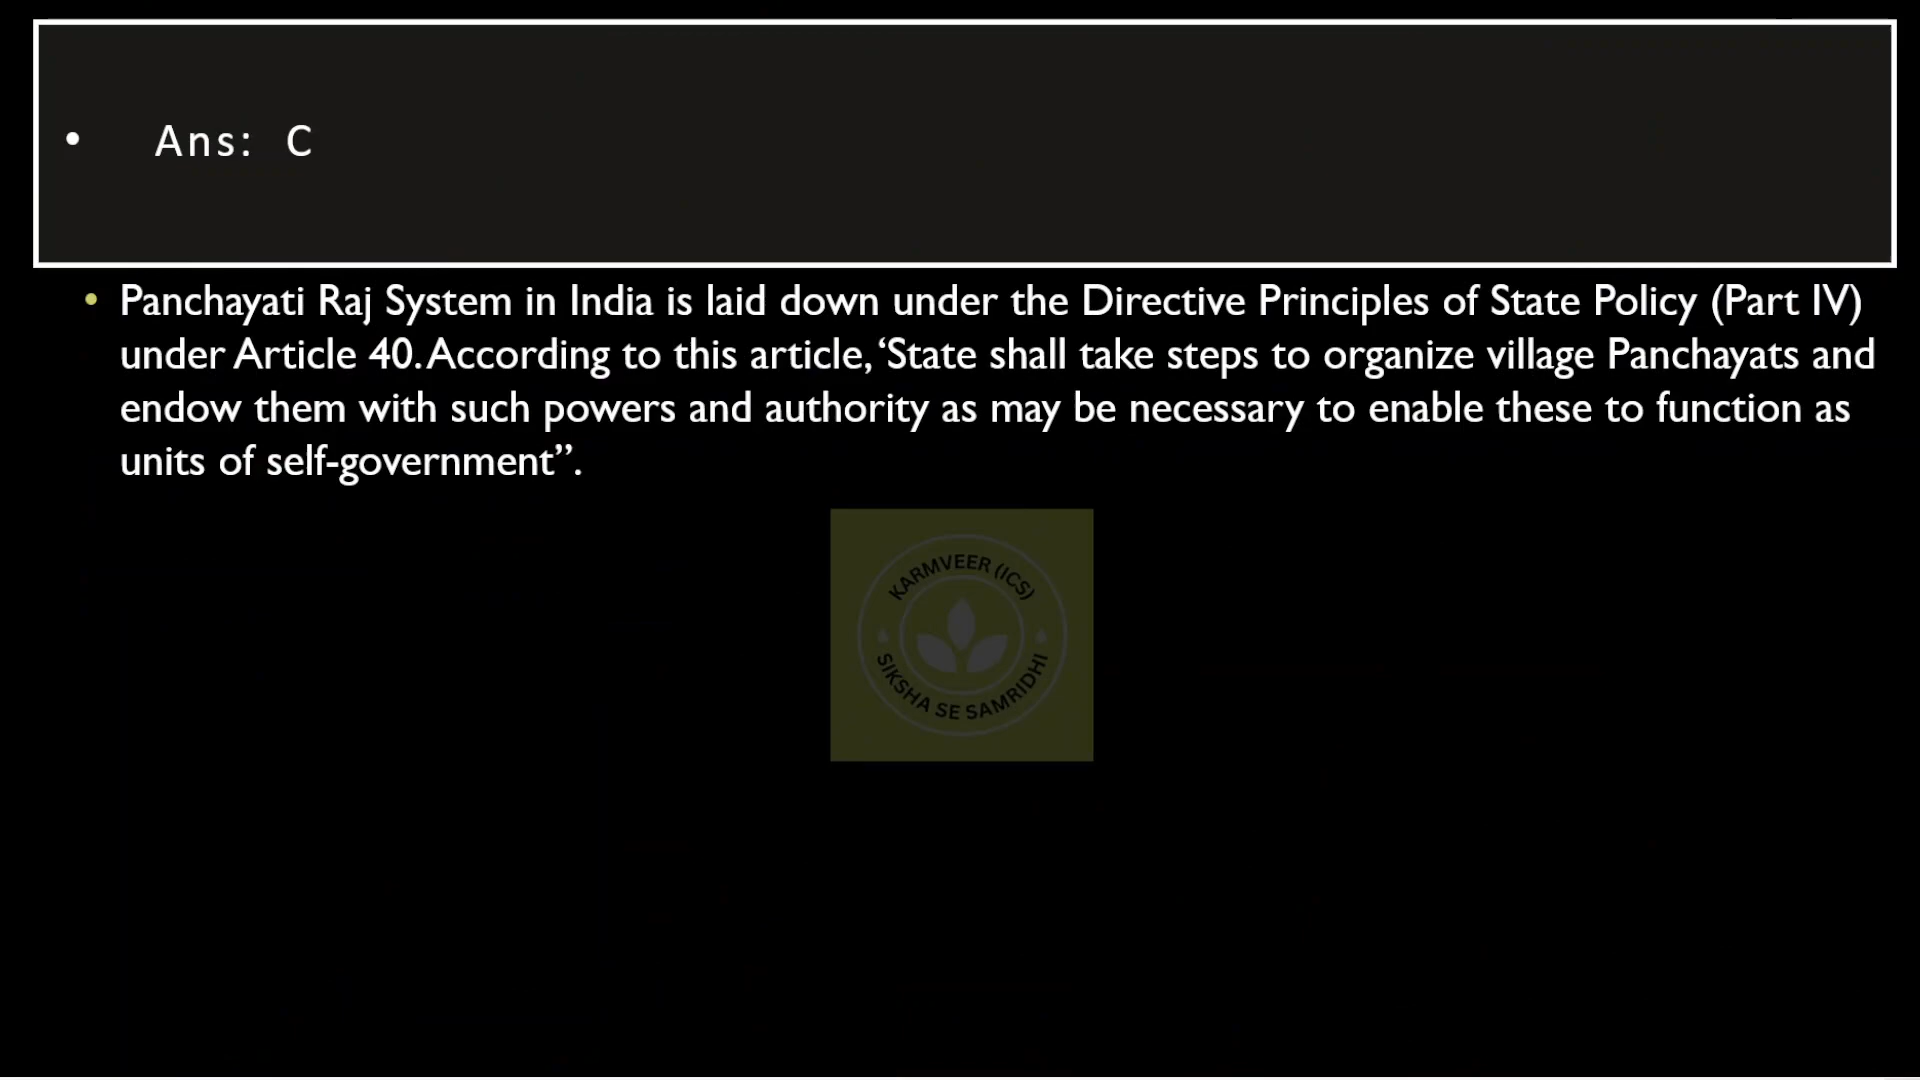 • Ans: C
• Panchayati Raj System in India is laid down under the Directive Principles of State Policy (Part IV)
under Article 40. According to this article, ‘State shall take steps to organize village Panchayats and
endow them with such powers and authority as may be necessary to enable these to function as
units of self-government”.
KARMVEER (ICS)
SIKSHA SE SAMRIDHI